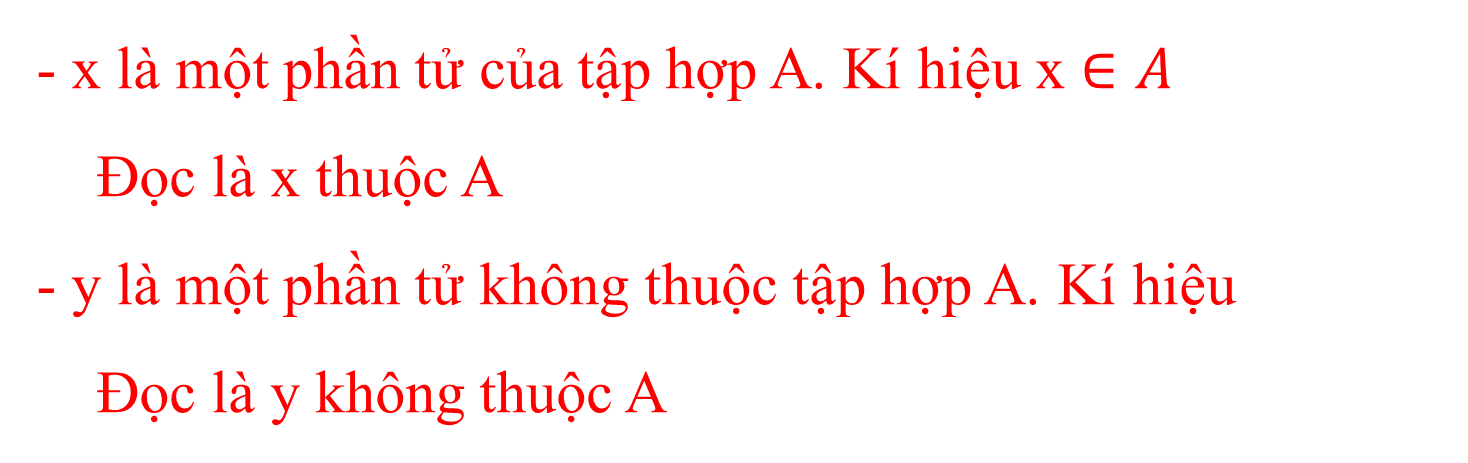 - x là một phần tử của tập hợp A. Kí hiệu x ∈ A
Đọc là x thuộc A
- y là một phần tử không thuộc tập hợp A. Kí hiệu
Đọc là y không thuộc A